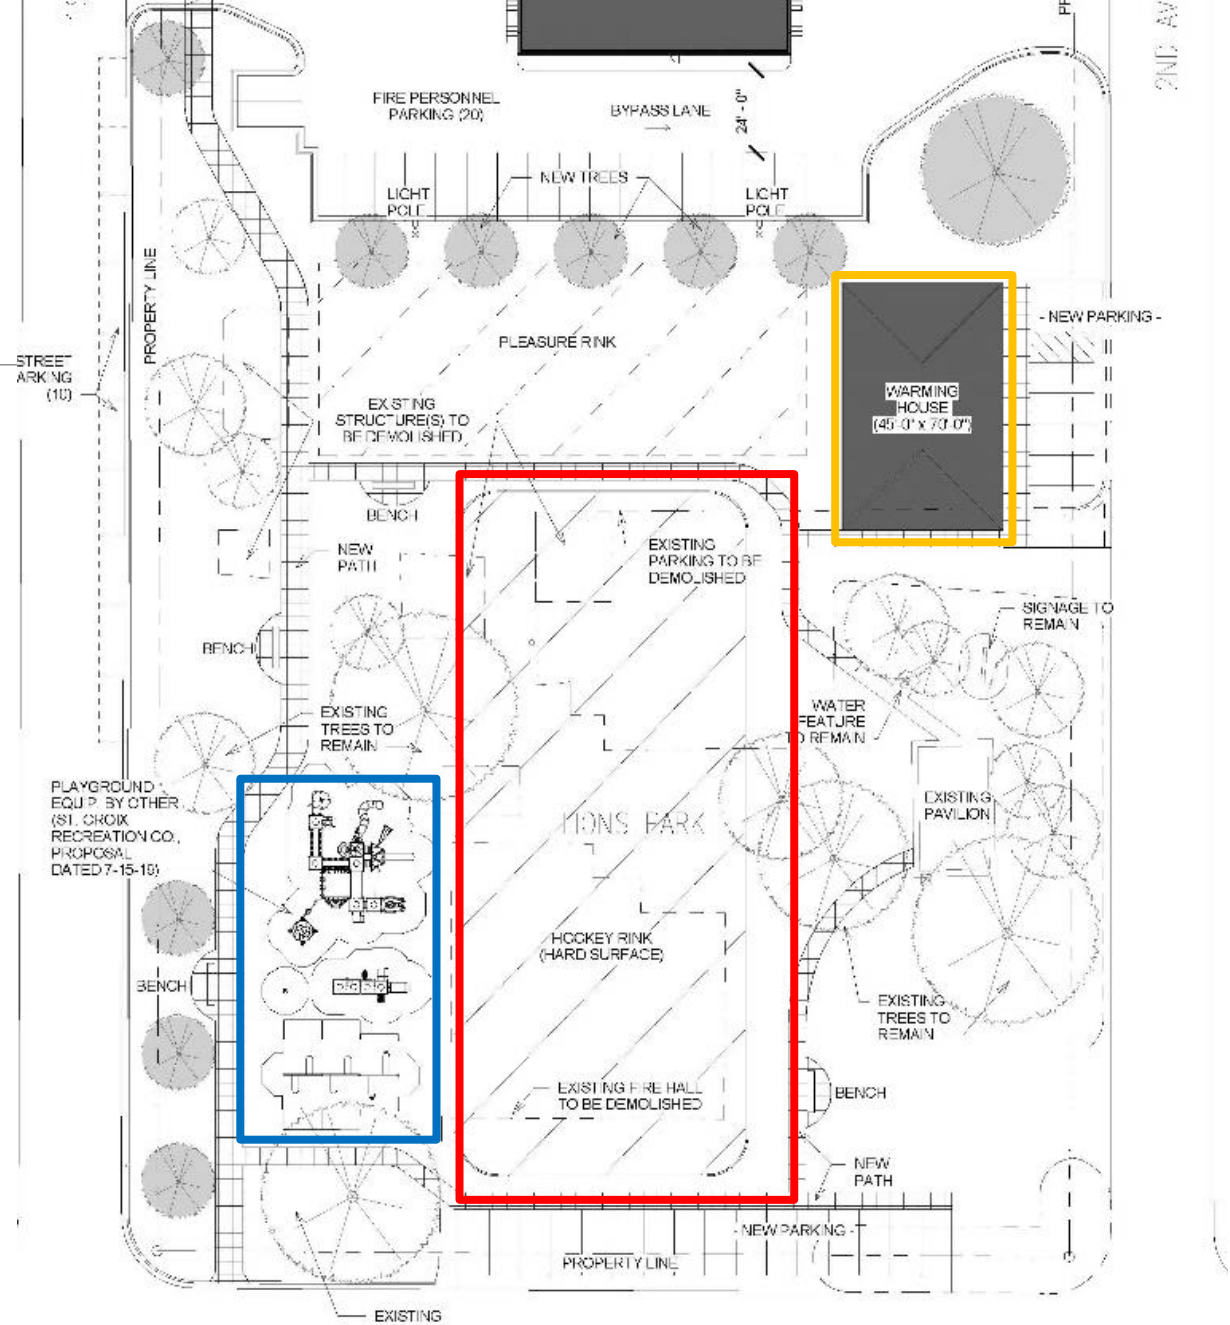 2ND AV
FIRE PERSONNEL
PARKING (20)
BYPASS LANE
24' - 0"
NEW TREES
LIGHT
POLE
LIGHT
POLE
PROPERTY LINE
PLEASURE RINK
- NEW PARKING -
STREET
ARKING
(10)
EXISTING
STRUCTURE(S) TO
BE DEMOLISHED
WARMING
HOUSE
(45'-0" x 70'-0")
BENCH
NEW
PATH
EXISTING
PARKING TO BE
DEMOLISHED
SIGNAGE TO
REMAIN
BENCH
EXISTING
TREES TO
REMAIN
WATER
FEATURE
TO REMAIN
PLAYGROUND
EQUIP. BY OTHER
(ST. CROIX
RECREATION CO.,
PROPOSAL
DATED 7-15-19)
EXISTING
PAVILION
LIONS PARK
HOCKEY RINK
(HARD SURFACE)
BENCH
EXISTING
TREES TO
REMAIN
EXISTING FIRE HALL
TO BE DEMOLISHED
BENCH
NEW
PATH
- NEW PARKING -
PROPERTY LINE
EXISTING